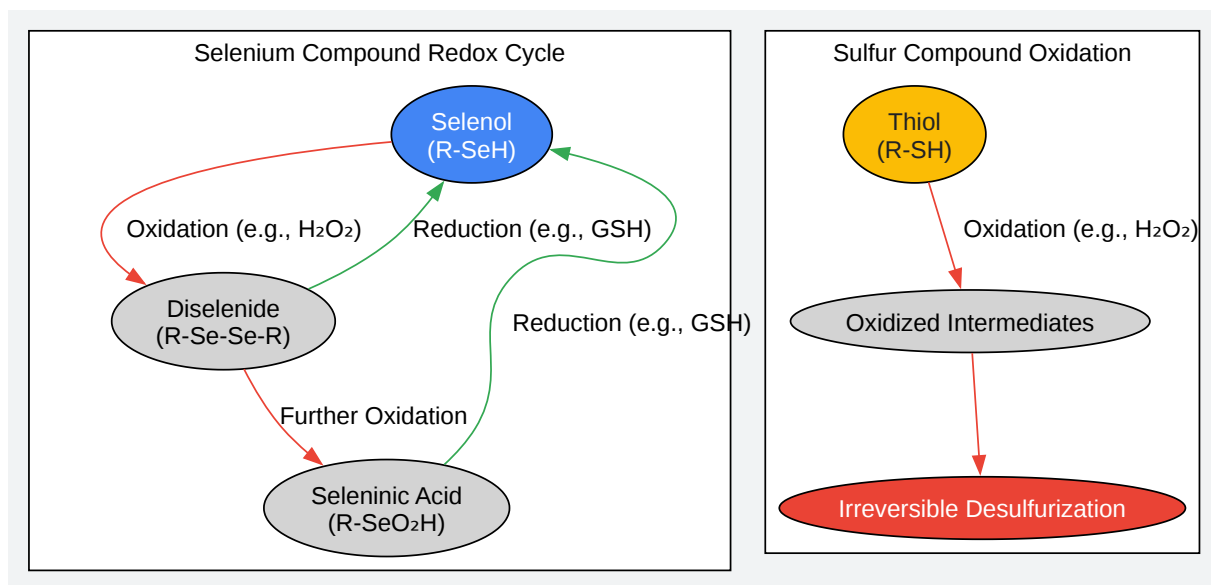 Selenium Compound Redox Cycle
Selenol
(R-SeH)
Oxidation (e.g., H₂O₂)
Reduction (e.g., GSH)
Diselenide
(R-Se-Se-R)
Reduction (e.g., GSH)
Further Oxidation
Seleninic Acid
(R-SeO₂H)
Sulfur Compound Oxidation
Thiol
(R-SH)
Oxidation (e.g., H₂O₂)
Oxidized Intermediates
Irreversible Desulfurization